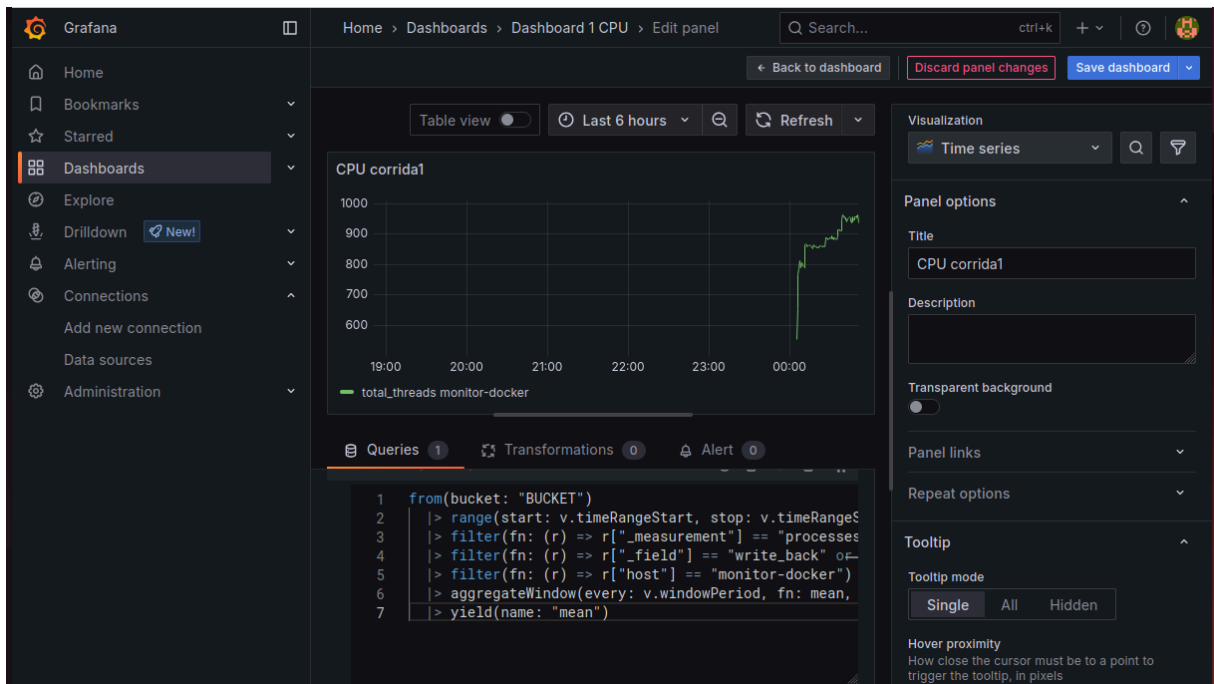 Grafana
Home › Dashboards › Dashboard 1 CPU › Edit panel
Search...
ctrl+k
Home
Bookmarks
Starred
Dashboards
Explore
Drilldown
New!
Alerting
Connections
Add new connection
Data sources
Administration
Back to dashboard
Discard panel changes
Save dashboard
Table view
Last 6 hours
Refresh
CPU corrida1
1000
900
800
700
600
19:00 20:00 21:00 22:00 23:00 00:00
total_threads monitor-docker
Queries 1
Transformations 0
Alert 0
1 from(bucket: "BUCKET")
2 |> range(start: v.timeRangeStart, stop: v.timeRangeS
3 |> filter(fn: (r) => r["_measurement"] == "processes
4 |> filter(fn: (r) => r["_field"] == "write_back" or
5 |> filter(fn: (r) => r["host"] == "monitor-docker")
6 |> aggregateWindow(every: v.windowPeriod, fn: mean,
7 |> yield(name: "mean")
Visualization
Time series
Panel options
Title
CPU corrida1
Description
Transparent background
Panel links
Repeat options
Tooltip
Tooltip mode
Single All Hidden
Hover proximity
How close the cursor must be to a point to
trigger the tooltip, in pixels